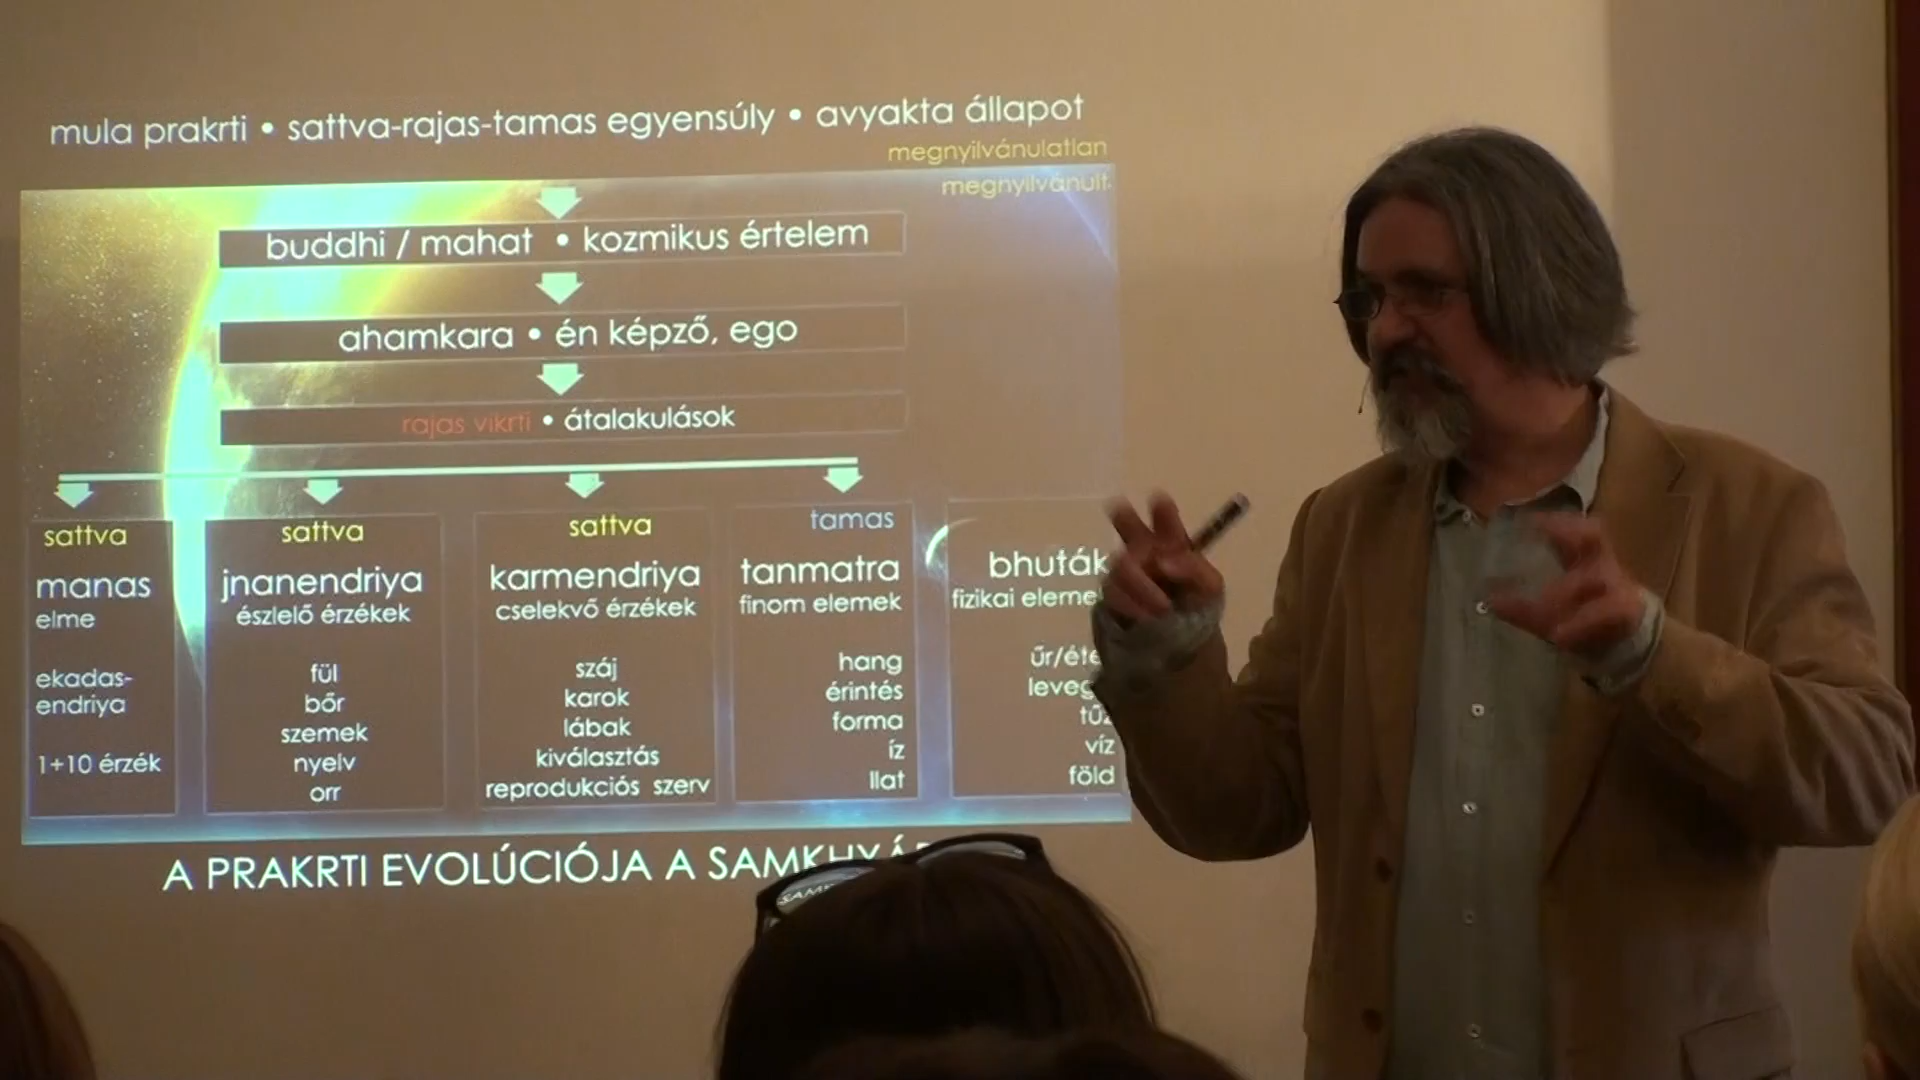 mula prakrti • sattva-rajas-tamas egyensúly • avyakta állapot
megnyilvánulatlan
megnyilvánult
buddhi / mahat • kozmikus értelem
ahamkara • én képző, ego
rajas vikrti • átalakulások
sattva
manas
elme
ekadas-
endriya
1+10 érzék
sattva
jnanendriya
észlelő érzékek
fül
bőr
szemek
nyelv
orr
sattva
karmendriya
cselekvő érzékek
száj
karok
lábak
kiválasztás
reprodukciós szerv
tamas
tanmatra
finom elemek
hang
érintés
forma
íz
llat
bhuták
fizikai
tűz
víz
föld
A PRAKRTI EVOLÚCIÓJA A